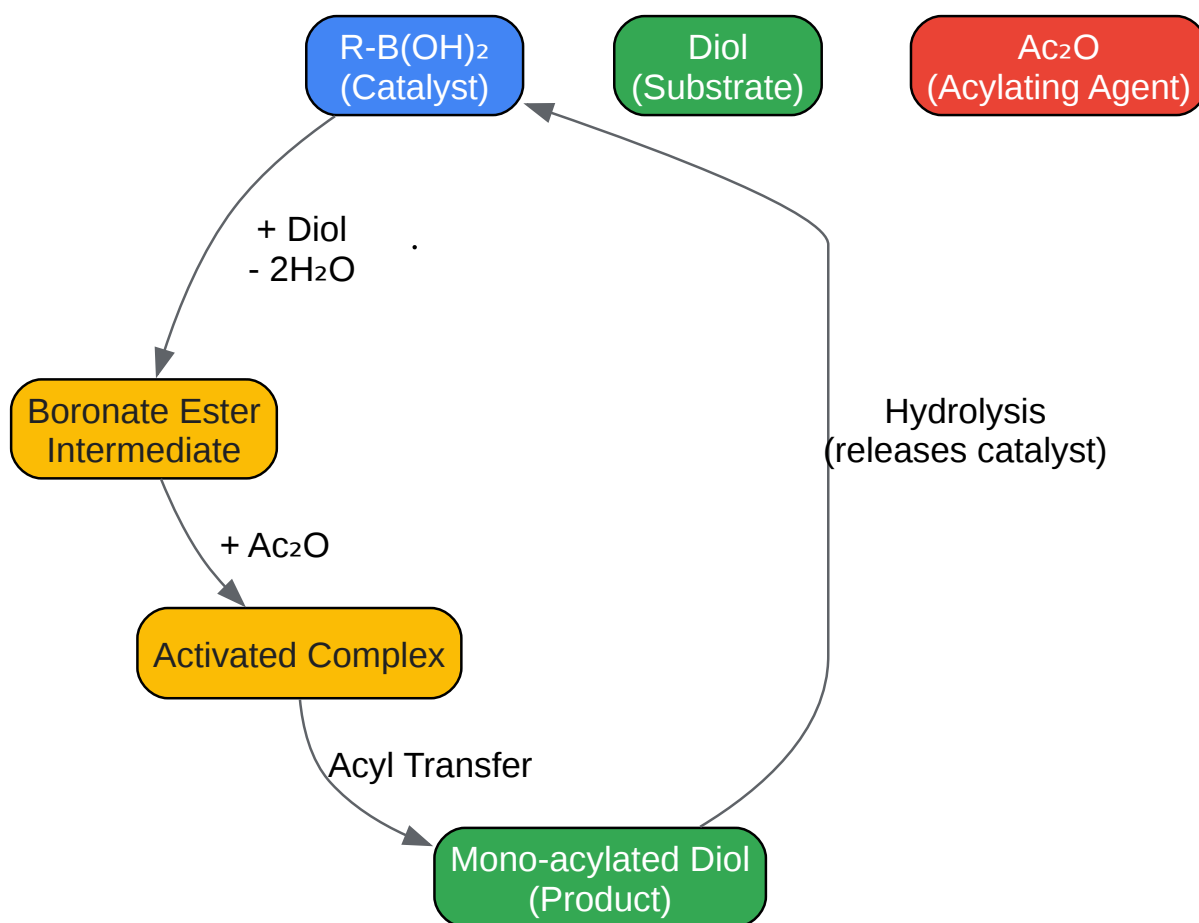 R-B(OH)₂
(Catalyst)
Diol
(Substrate)
Ac₂O
(Acylating Agent)
+ Diol
- 2H₂O
.
Boronate Ester
Intermediate
Hydrolysis
(releases catalyst)
+ Ac₂O
Activated Complex
Acyl Transfer
Mono-acylated Diol
(Product)